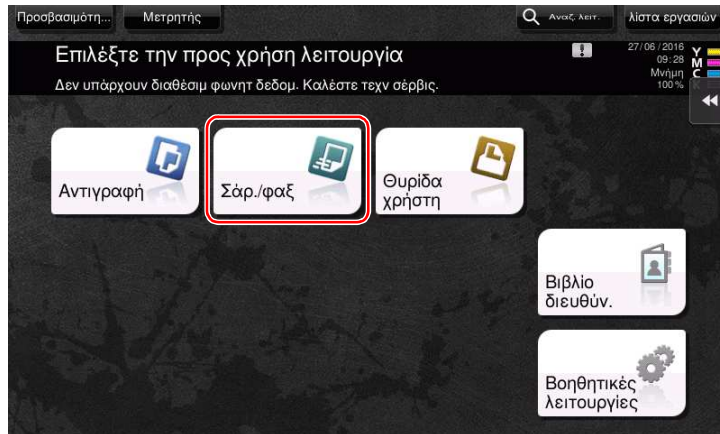 Προσβασιμότη...
Μετρητής
Αναζ. λειτ.
λίστα εργασιών
Επιλέξτε την προς χρήση λειτουργία
27/06/2016
09:28
Μνήμη
100%
Y
M
C
K
Δεν υπάρχουν διαθέσιμ φωνητ δεδομ. Καλέστε τεχν σέρβις.
Αντιγραφή
Σάρ./φαξ
Θυρίδα
χρήστη
Βιβλίο
διευθύν.
Βοηθητικές
λειτουργίες